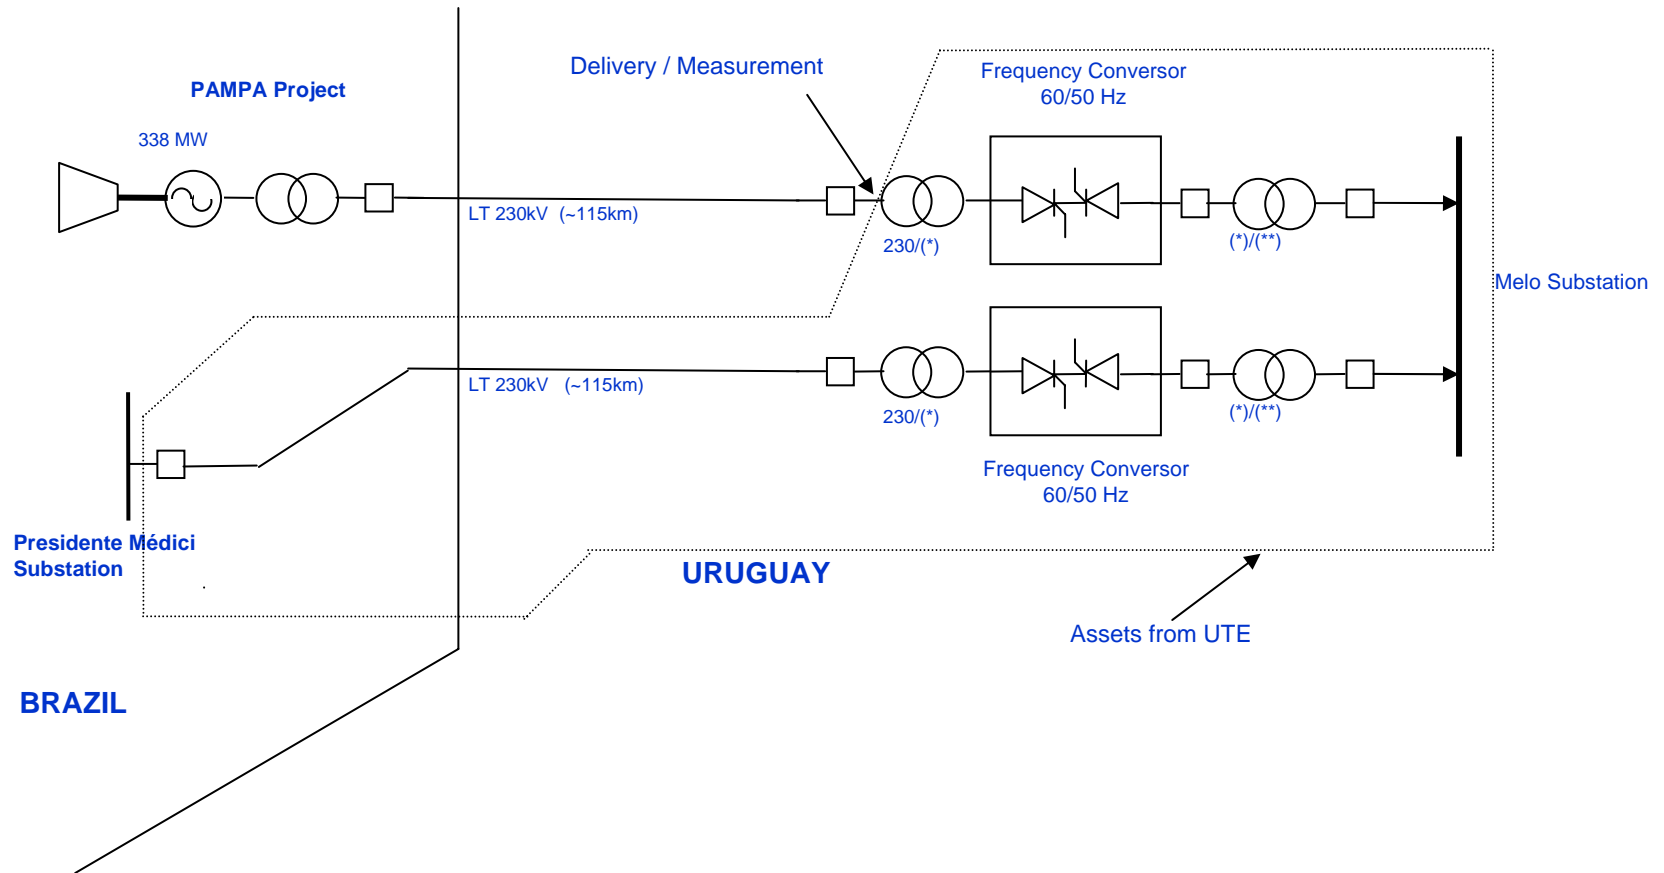 Delivery / Measurement
Frequency Conversor
60/50 Hz
PAMPA Project
338 MW
LT 230kV (~115km)
230/(*)
(*)/(**)
Melo Substation
LT 230kV (~115km)
230/(*)
(*)/(**)
Frequency Conversor
60/50 Hz
Presidente Médici
Substation
.
URUGUAY
Assets from UTE
BRAZIL